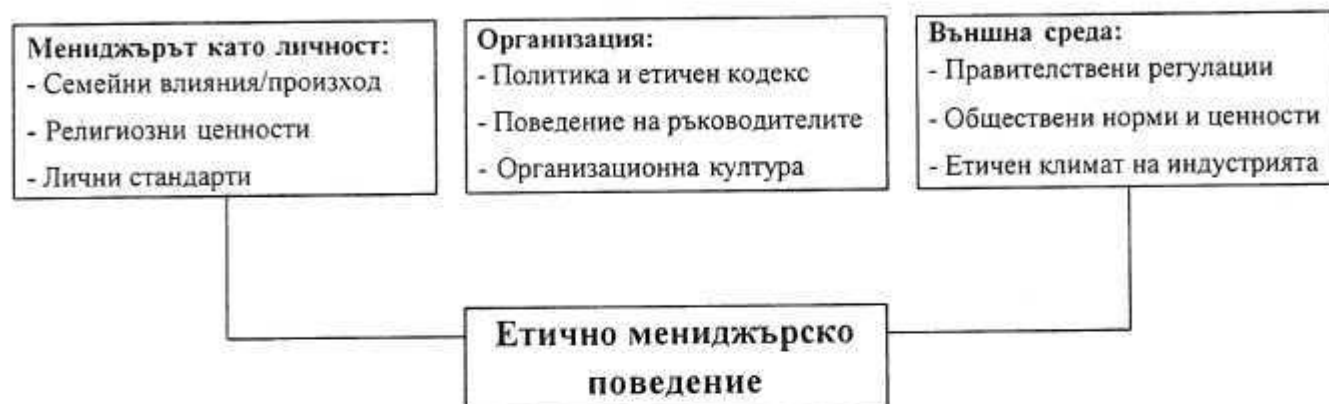 Мениджърът като личност:
- Семейни влияния/произход
- Религиозни ценности
- Лични стандарти
Организация:
- Политика и етичен кодекс
- Поведение на ръководителите
- Организационна култура
Външна среда:
- Правителствени регулации
- Обществени норми и ценности
- Етичен климат на индустрията
Етично мениджърско
поведение